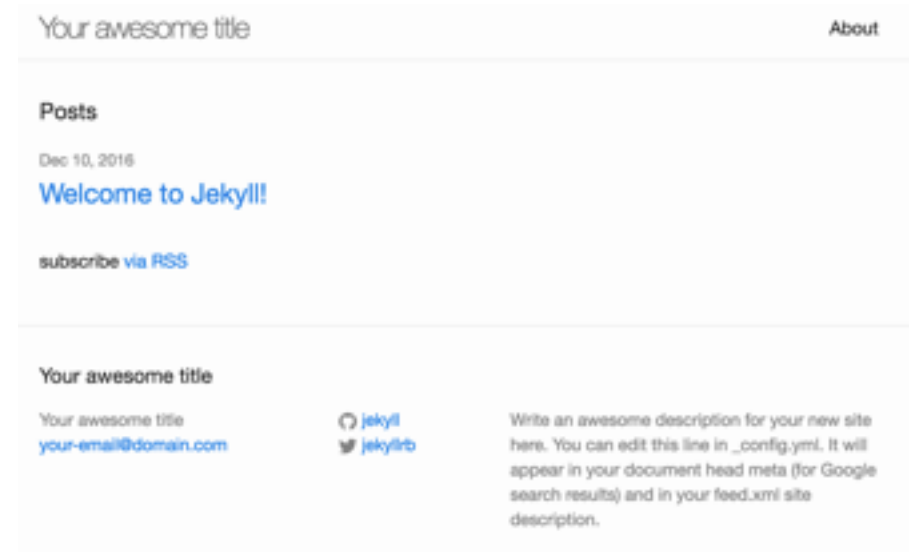 Your awesome title
About
Posts
Dec 10, 2016
Welcome to Jekyll!
subscribe via RSS
Your awesome title
Your awesome title
your-email@domain.com
jekyll
jekyllrb
Write an awesome description for your new site
here. You can edit this line in _config.yml. It will
appear in your document head meta (for Google
search results) and in your feed.xml site
description.